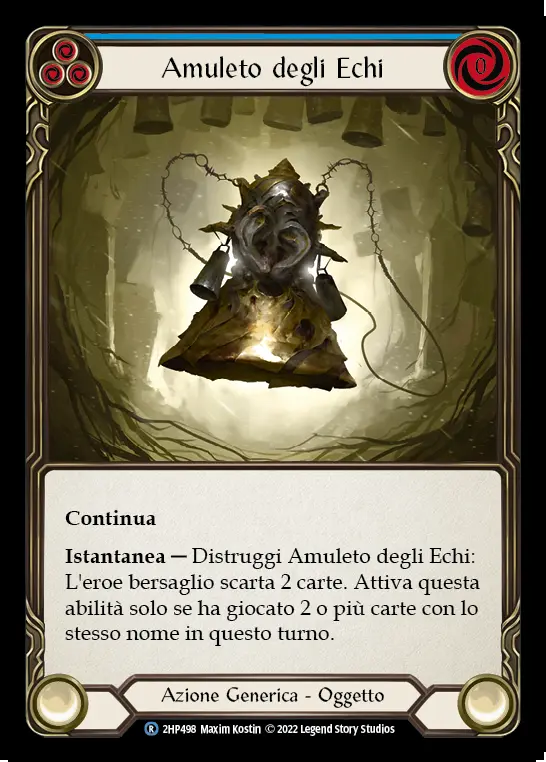 Amuleto degli Echi
0
Continua
Istantanea — Distruggi Amuleto degli Echi:
L'eroe bersaglio scarta 2 carte. Attiva questa
abilità solo se ha giocato 2 o più carte con lo
stesso nome in questo turno.
Azione Generica - Oggetto
R 2HP498 Maxim Kostin © 2022 Legend Story Studios